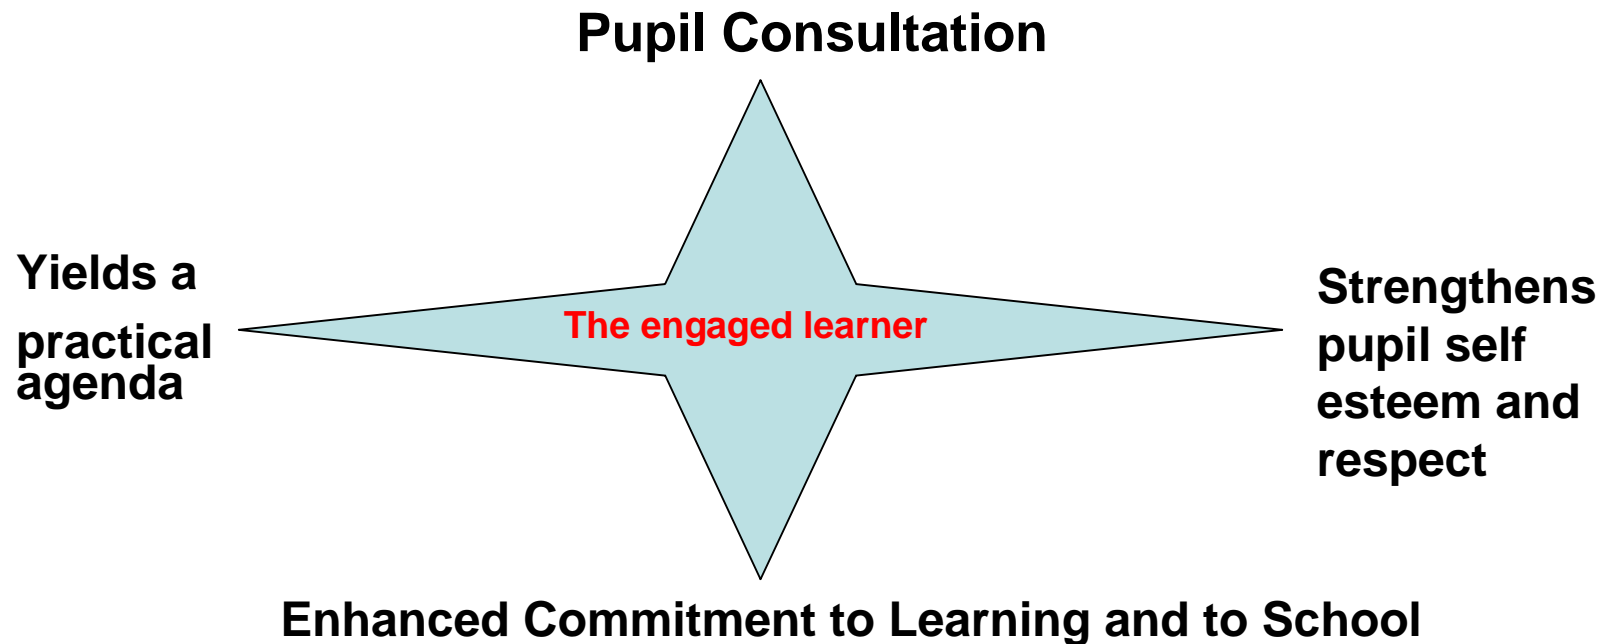 Pupil Consultation
Yields a
practical
agenda
The engaged learner
Strengthens
pupil self
esteem and
respect
Enhanced Commitment to Learning and to School